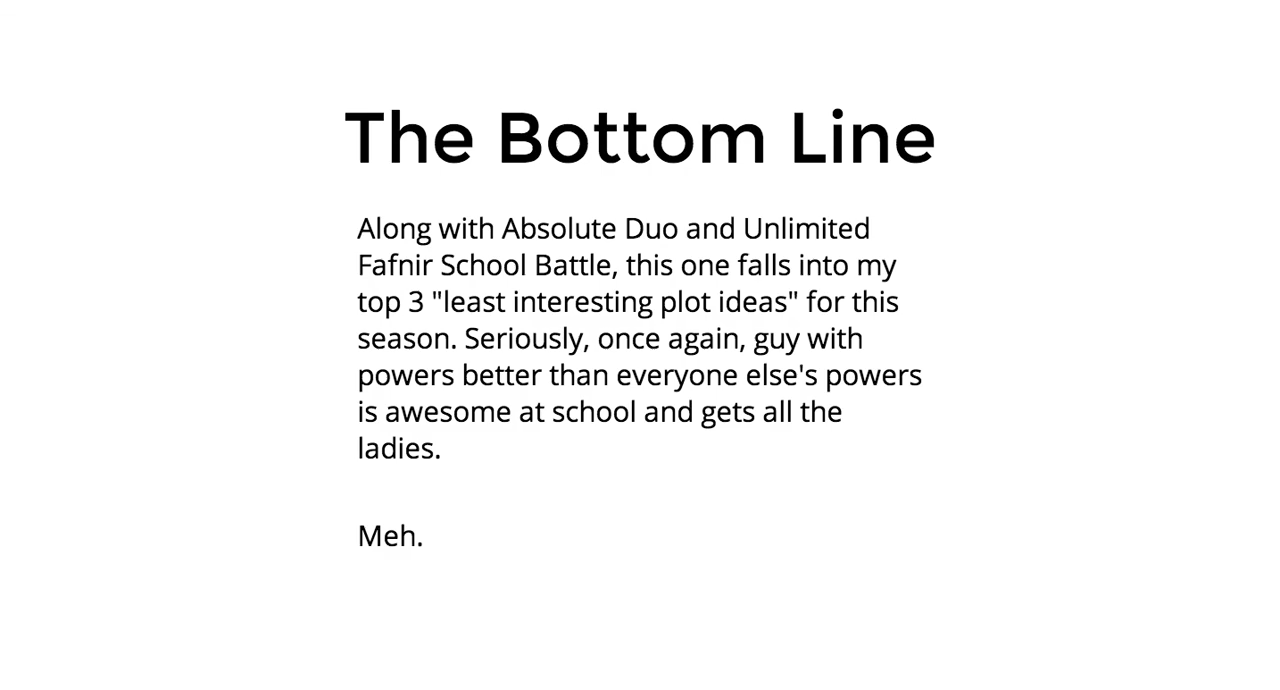 The Bottom Line
Along with Absolute Duo and Unlimited
Fafnir School Battle, this one falls into my
top 3 "least interesting plot ideas" for this
season. Seriously, once again, guy with
powers better than everyone else's powers
is awesome at school and gets all the
ladies.
Meh.